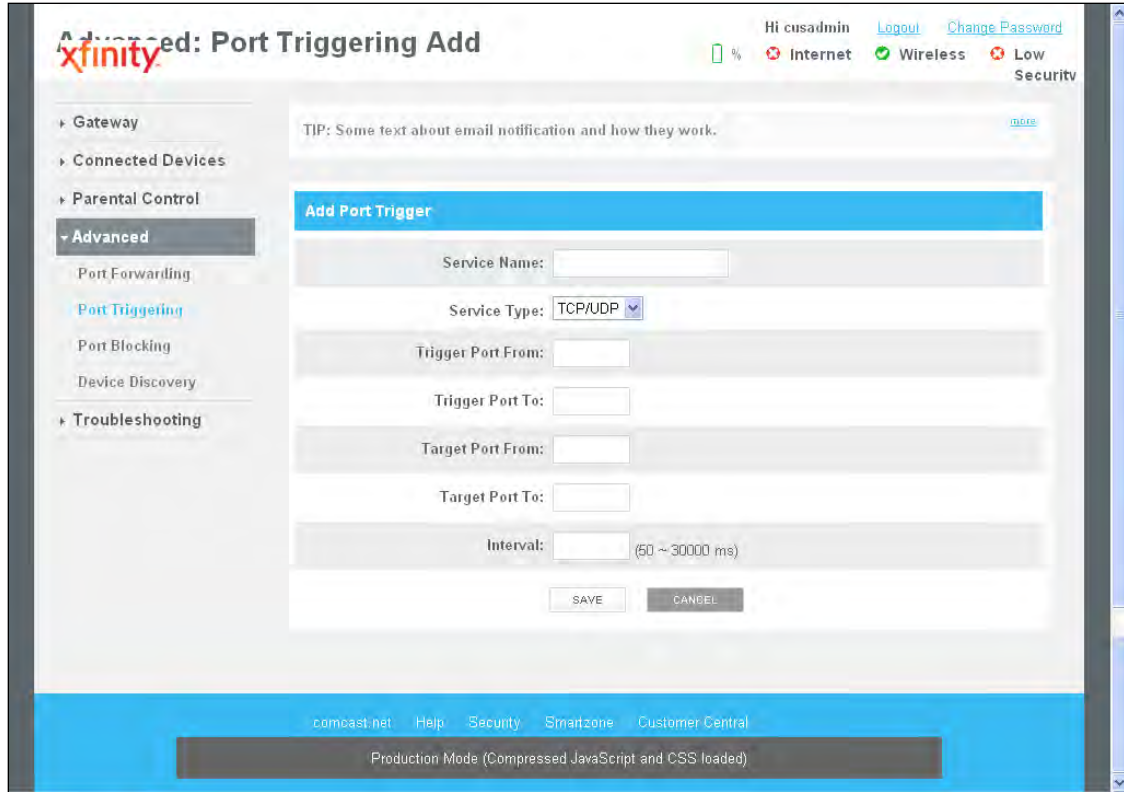 Advanced: Port Triggering Add
xfinity
Hi cusadmin
Logout
Change Password
%
Internet
Wireless
Low
Security
Gateway
Connected Devices
Parental Control
Advanced
Port Forwarding
Port Triggering
Port Blocking
Device Discovery
Troubleshooting
TIP: Some text about email notification and how they work.
more
Add Port Trigger
Service Name:
Service Type: TCP/UDP
Trigger Port From:
Trigger Port To:
Target Port From:
Target Port To:
Interval: (50 ~ 30000 ms)
SAVE
CANCEL
comcast.net Help Security Smartzone Customer Central
Production Mode (Compressed JavaScript and CSS loaded)